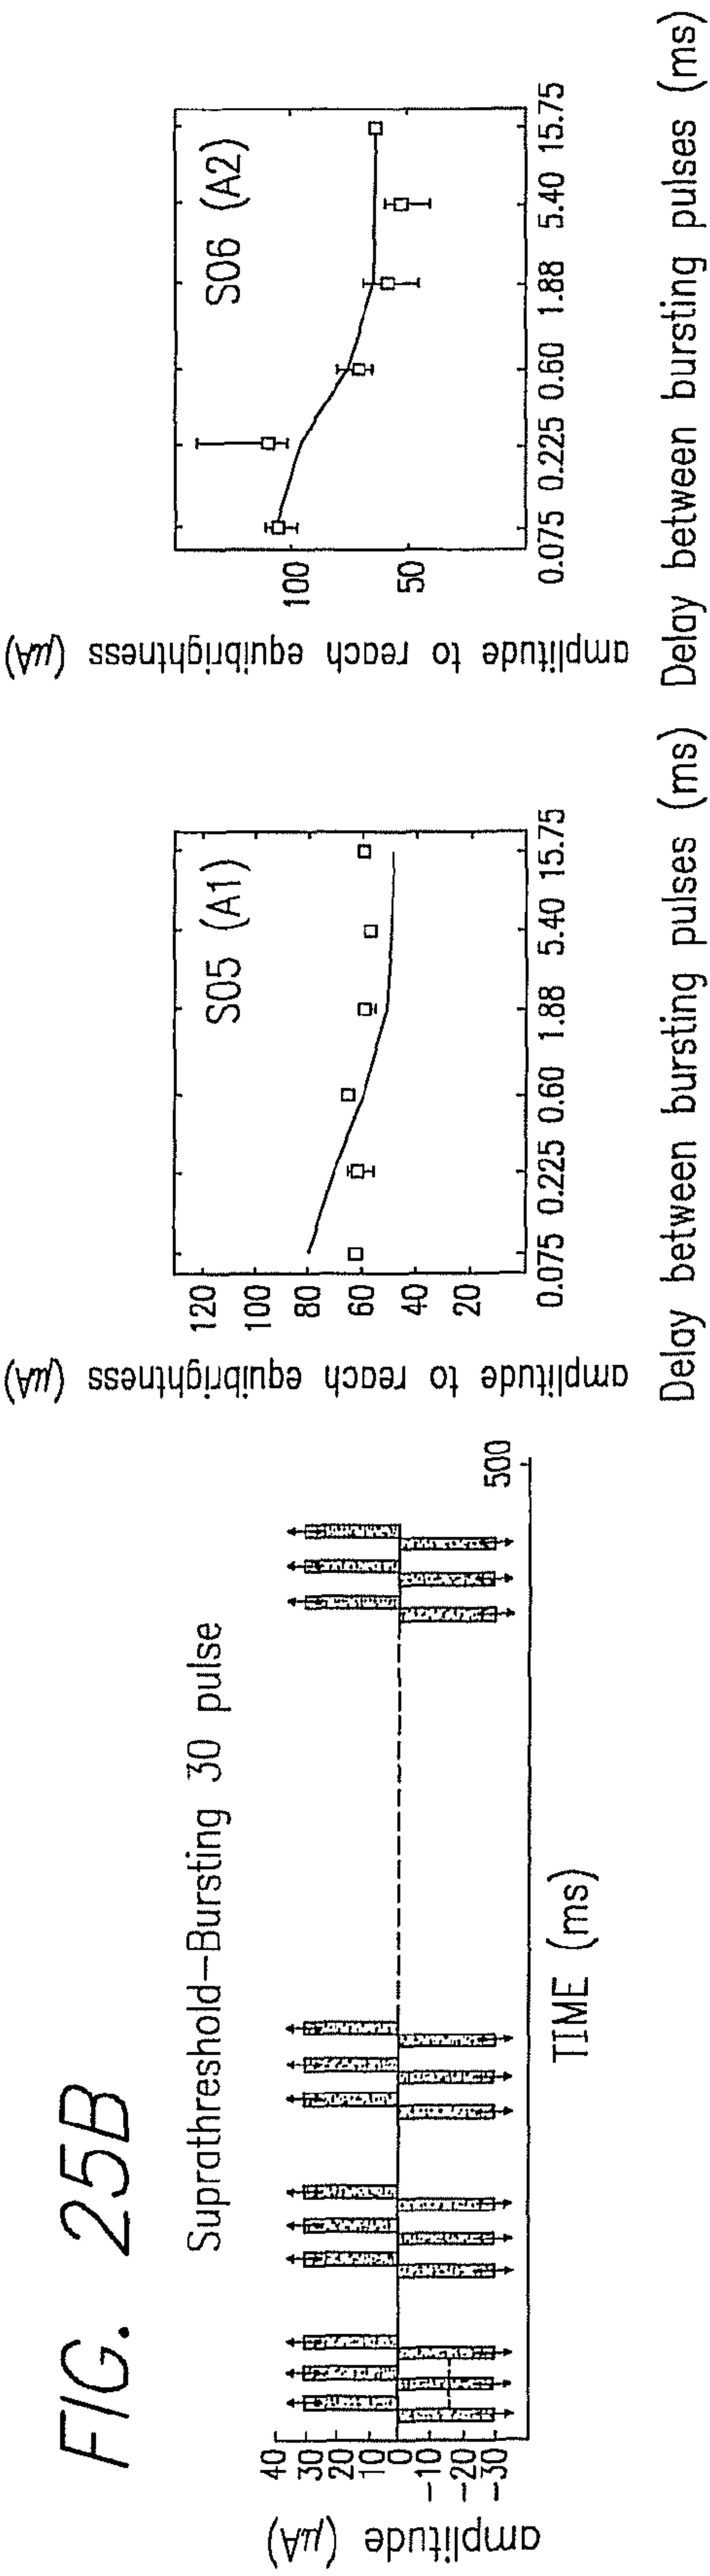 FIG. 25B
Suprathreshold–Bursting 30 pulse
amplitude (μA)
40
30
20
10
0
-10
-20
-30
500
TIME (ms)
S05 (A1)
amplitude to reach equibrightness (μA)
120
100
80
60
40
20
0.075 0.225 0.60 1.88 5.40 15.75
Delay between bursting pulses (ms)
S06 (A2)
amplitude to reach equibrightness (μA)
100
50
0.075 0.225 0.60 1.88 5.40 15.75
Delay between bursting pulses (ms)